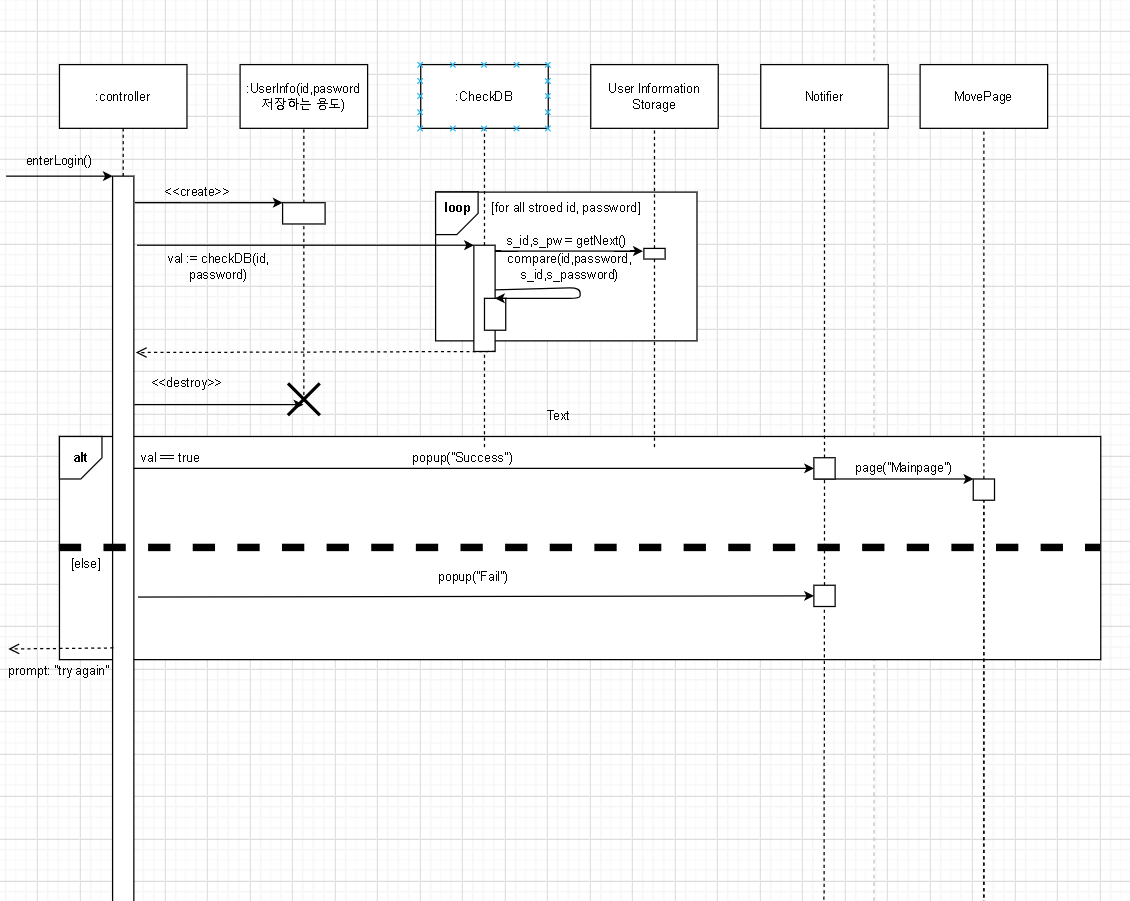 :controller
:UserInfo(id,pasword
저장하는 용도)
:CheckDB
User Information
Storage
Notifier
MovePage
enterLogin()
<<create>>
loop
[for all stroed id, password]
s_id,s_pw = getNext()
val := checkDB(id,
password)
compare(id,password,
s_id,s_password)
<<destroy>>
Text
alt
val == true
popup("Success")
page("Mainpage")
[else]
popup("Fail")
prompt: "try again"